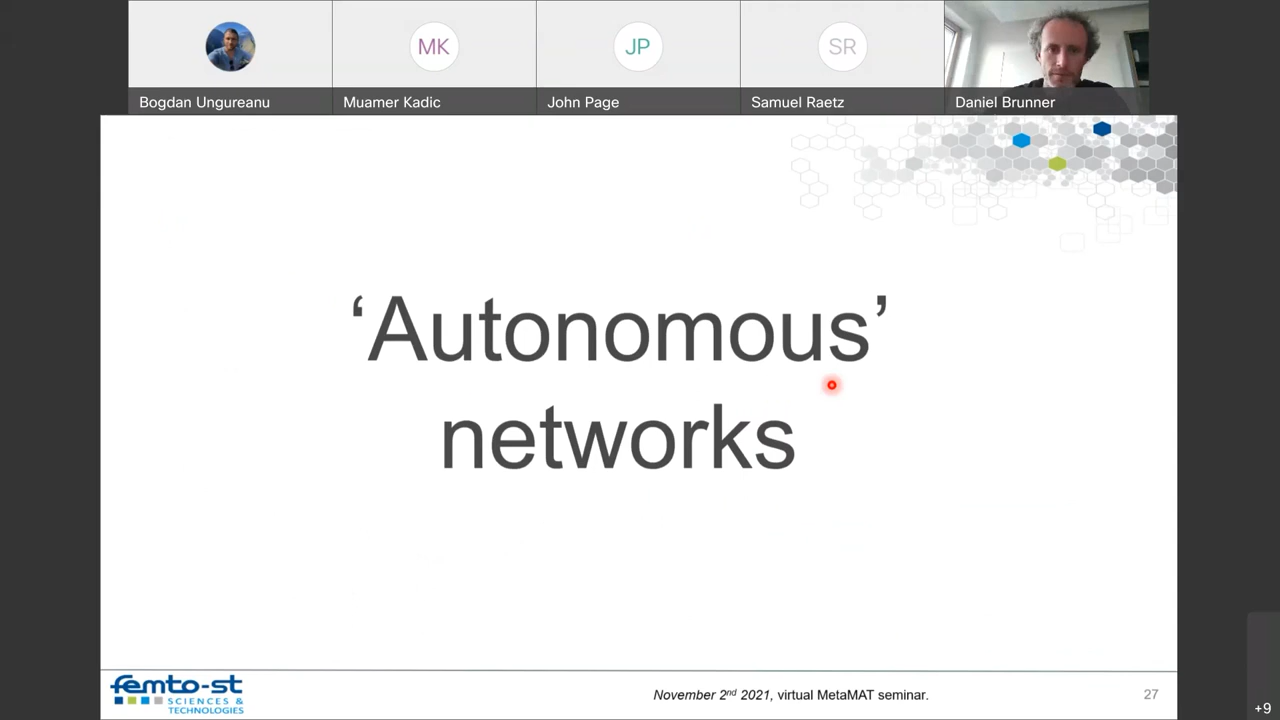 MK
JP
SR
Bogdan Ungureanu
Muamer Kadic
John Page
Samuel Raetz
Daniel Brunner
‘Autonomous’
networks
femto-st
SCIENCES &
TECHNOLOGIES
November 2nd 2021, virtual MetaMAT seminar.
27
+9